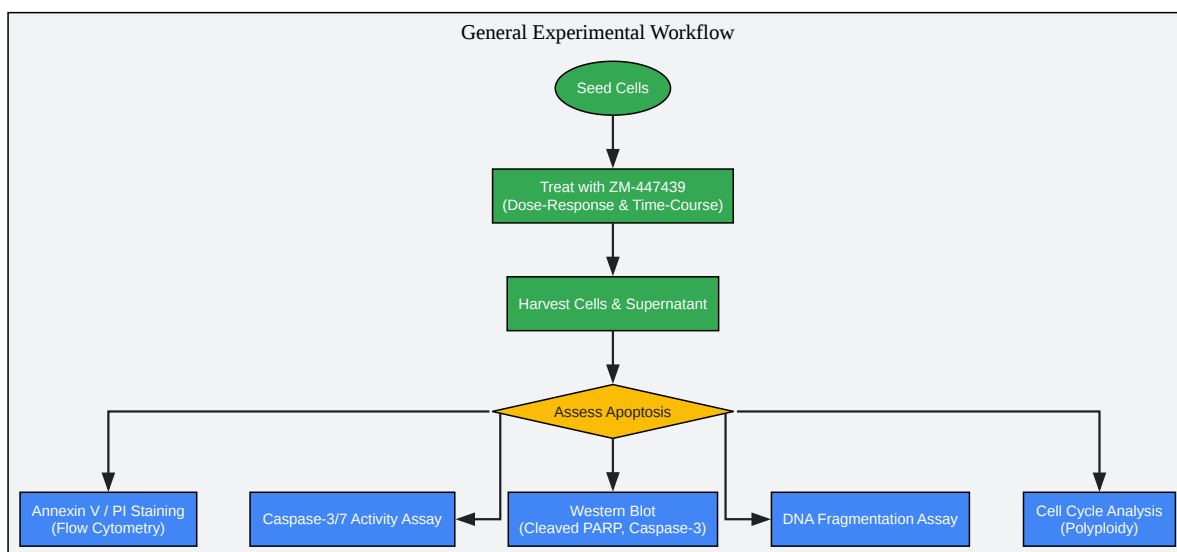 General Experimental Workflow
Seed Cells
Treat with ZM-447439
(Dose-Response & Time-Course)
Harvest Cells & Supernatant
Assess Apoptosis
Annexin V / PI Staining
(Flow Cytometry)
Caspase-3/7 Activity Assay
Western Blot
(Cleaved PARP, Caspase-3)
DNA Fragmentation Assay
Cell Cycle Analysis
(Polyploidy)